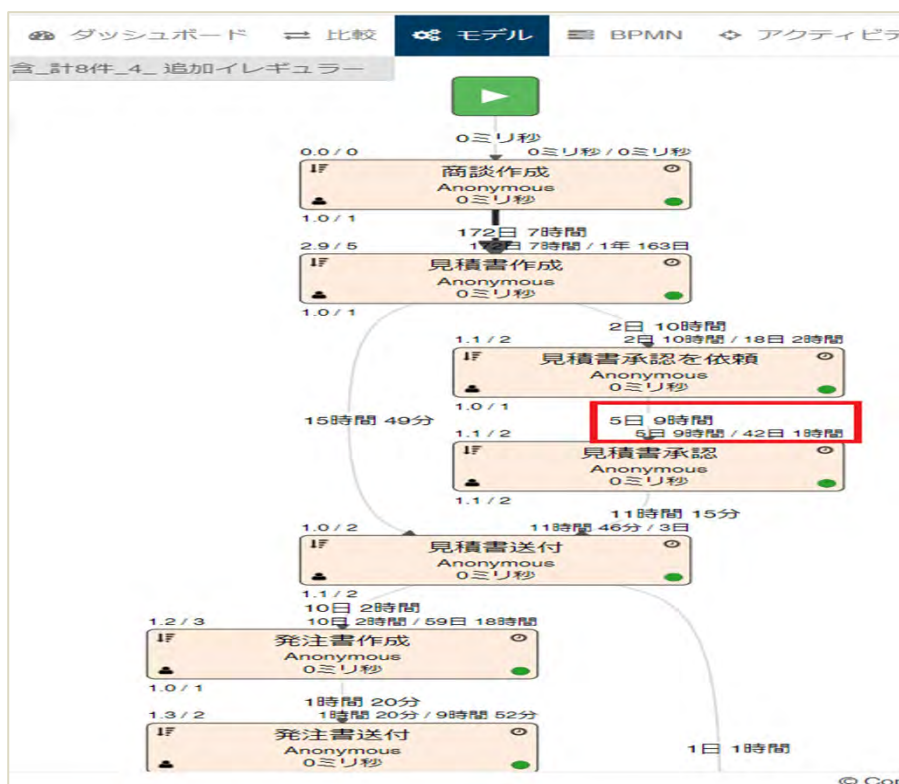 ダッシュボード 比較 モデル BPMN アクティビテ
含_計8件_4_ 追加イレギュラー
0ミリ秒
0.0 / 0 0ミリ秒 / 0ミリ秒
商談作成
Anonymous
0ミリ秒
1.0 / 1
172日 7時間
2.9 / 5 172日 7時間 / 1年 163日
見積書作成
Anonymous
0ミリ秒
1.0 / 1
2日 10時間
1.1 / 2 2日 10時間 / 18日 2時間
見積書承認を依頼
Anonymous
0ミリ秒
1.0 / 1
15時間 49分 5日 9時間
1.1 / 2 5日 9時間 / 42日 1時間
見積書承認
Anonymous
0ミリ秒
1.1 / 2
11時間 15分
1.0 / 2 11時間 46分 / 3日
見積書送付
Anonymous
0ミリ秒
1.1 / 2
10日 2時間
1.2 / 3 10日 2時間 / 59日 18時間
発注書作成
Anonymous
0ミリ秒
1.0 / 1
1時間 20分
1.3 / 2 1時間 20分 / 9時間 52分
発注書送付
Anonymous
0ミリ秒
1日 1時間